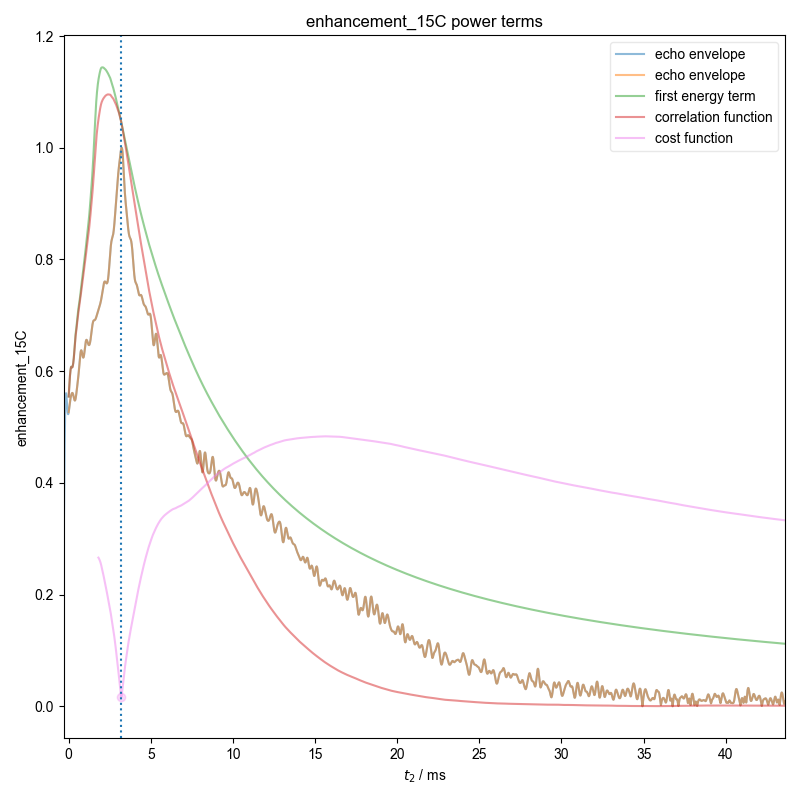 enhancement_15C power terms
echo envelope
echo envelope
first energy term
correlation function
cost function
enhancement_15C
1.2
1.0
0.8
0.6
0.4
0.2
0.0
0 5 10 15 20 25 30 35 40
t₂ / ms